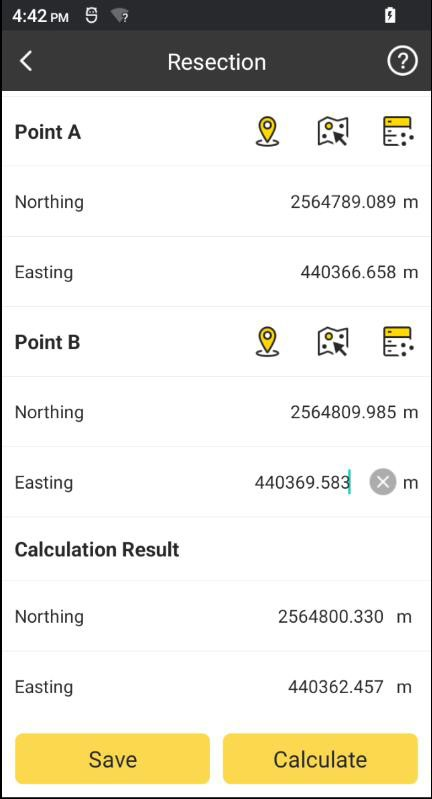 4:42 PM
Resection
Point A
Northing 2564789.089 m
Easting 440366.658 m
Point B
Northing 2564809.985 m
Easting 440369.583 m
Calculation Result
Northing 2564800.330 m
Easting 440362.457 m
Save Calculate